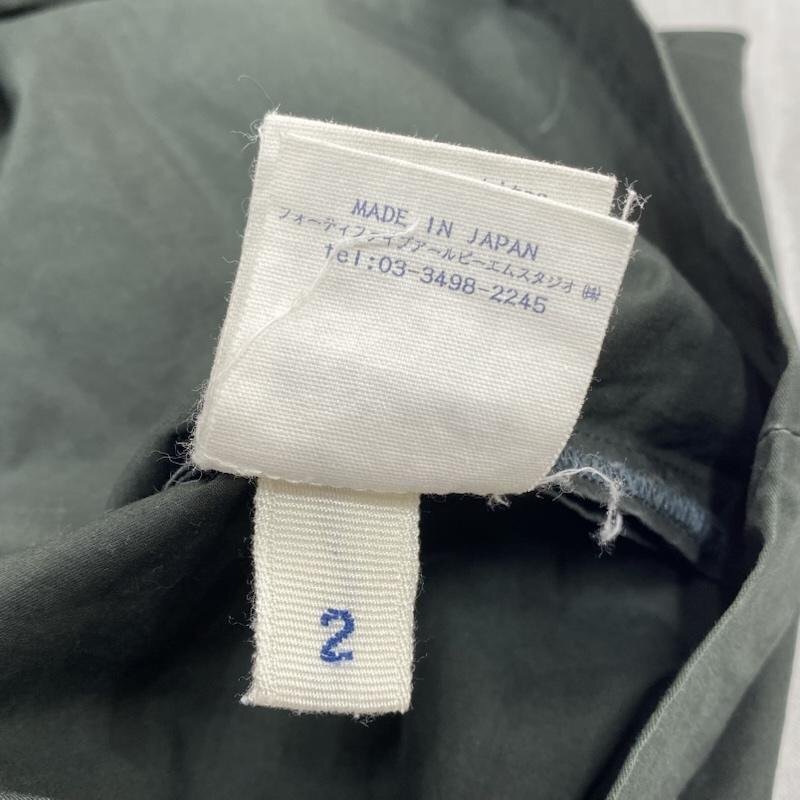 MADE IN JAPAN
フォーティファイブアールピーエムスタジオ㈱
tel:03-3498-2245
2